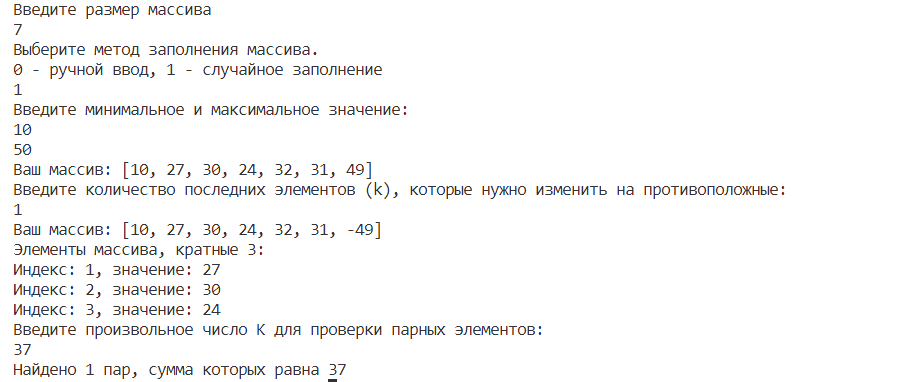 Введите размер массива
7
Выберите метод заполнения массива.
0 - ручной ввод, 1 - случайное заполнение
1
Введите минимальное и максимальное значение:
10
50
Ваш массив: [10, 27, 30, 24, 32, 31, 49]
Введите количество последних элементов (k), которые нужно изменить на противоположные:
1
Ваш массив: [10, 27, 30, 24, 32, 31, -49]
Элементы массива, кратные 3:
Индекс: 1, значение: 27
Индекс: 2, значение: 30
Индекс: 3, значение: 24
Введите произвольное число К для проверки парных элементов:
37
Найдено 1 пар, сумма которых равна 37